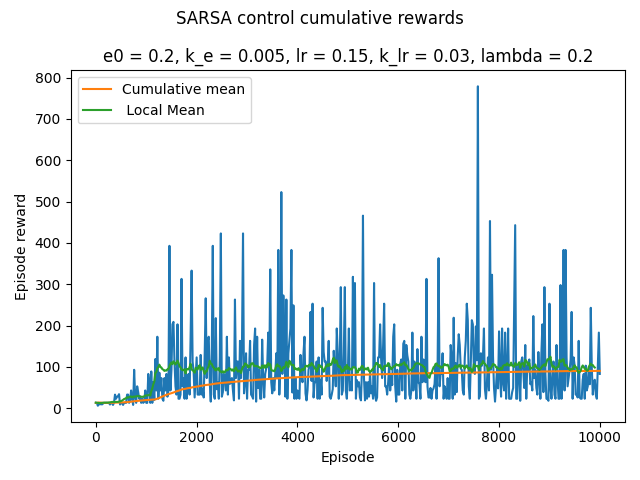 SARSA control cumulative rewards
e0 = 0.2, k_e = 0.005, lr = 0.15, k_lr = 0.03, lambda = 0.2
Cumulative mean
Local Mean
Episode reward
800
700
600
500
400
300
200
100
0
0
2000
4000
6000
8000
10000
Episode